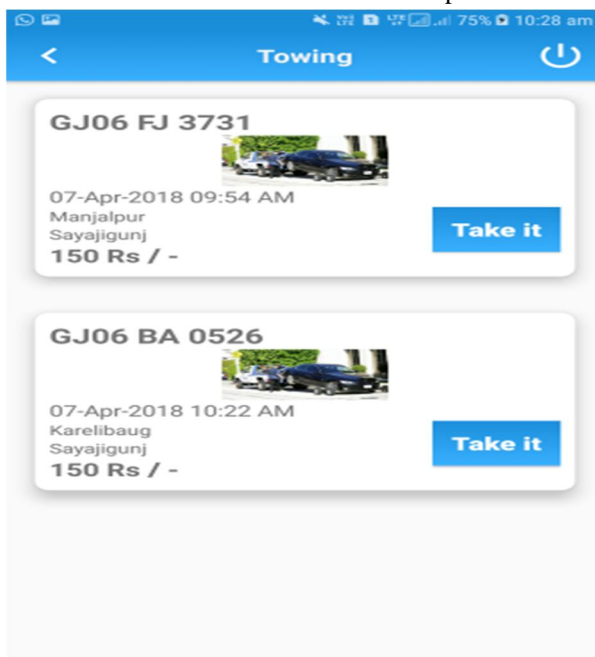 75% 10:28 am
Towing
GJ06 FJ 3731
07-Apr-2018 09:54 AM
Manjalpur
Sayajigunj
150 Rs / -
Take it
GJ06 BA 0526
07-Apr-2018 10:22 AM
Karelibaug
Sayajigunj
150 Rs / -
Take it